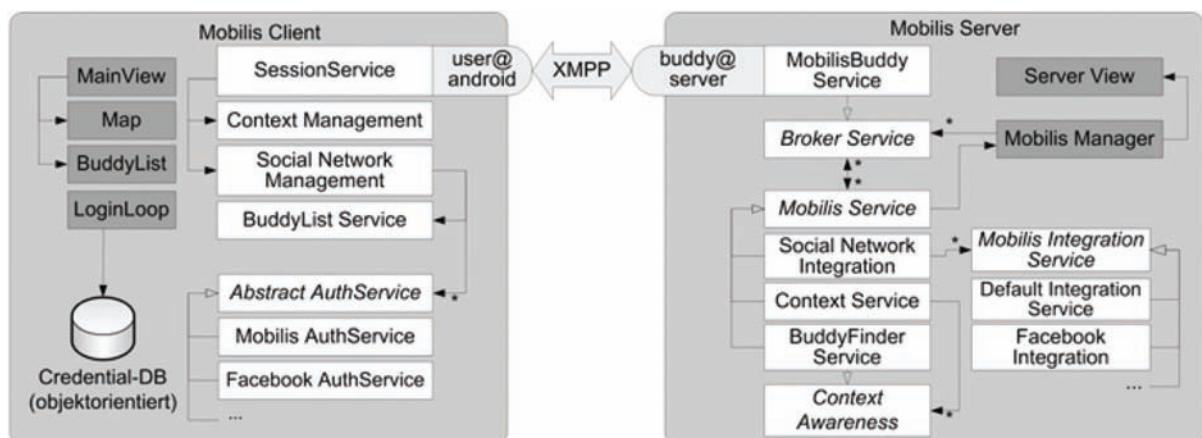 Mobilis Client
MainView
Map
BuddyList
LoginLoop
Credential-DB
(objektorientiert)
SessionService
Context Management
Social Network
Management
BuddyList Service
Abstract AuthService
*
Mobilis AuthService
Facebook AuthService
...
user@
android
XMPP
buddy@
server
Mobilis Server
MobilisBuddy
Service
Broker Service
*
*
*
Mobilis Service
Social Network
Integration
*
Context Service
BuddyFinder
Service
Context
Awareness
*
Server View
Mobilis Manager
Mobilis Integration
Service
Default Integration
Service
Facebook
Integration
...